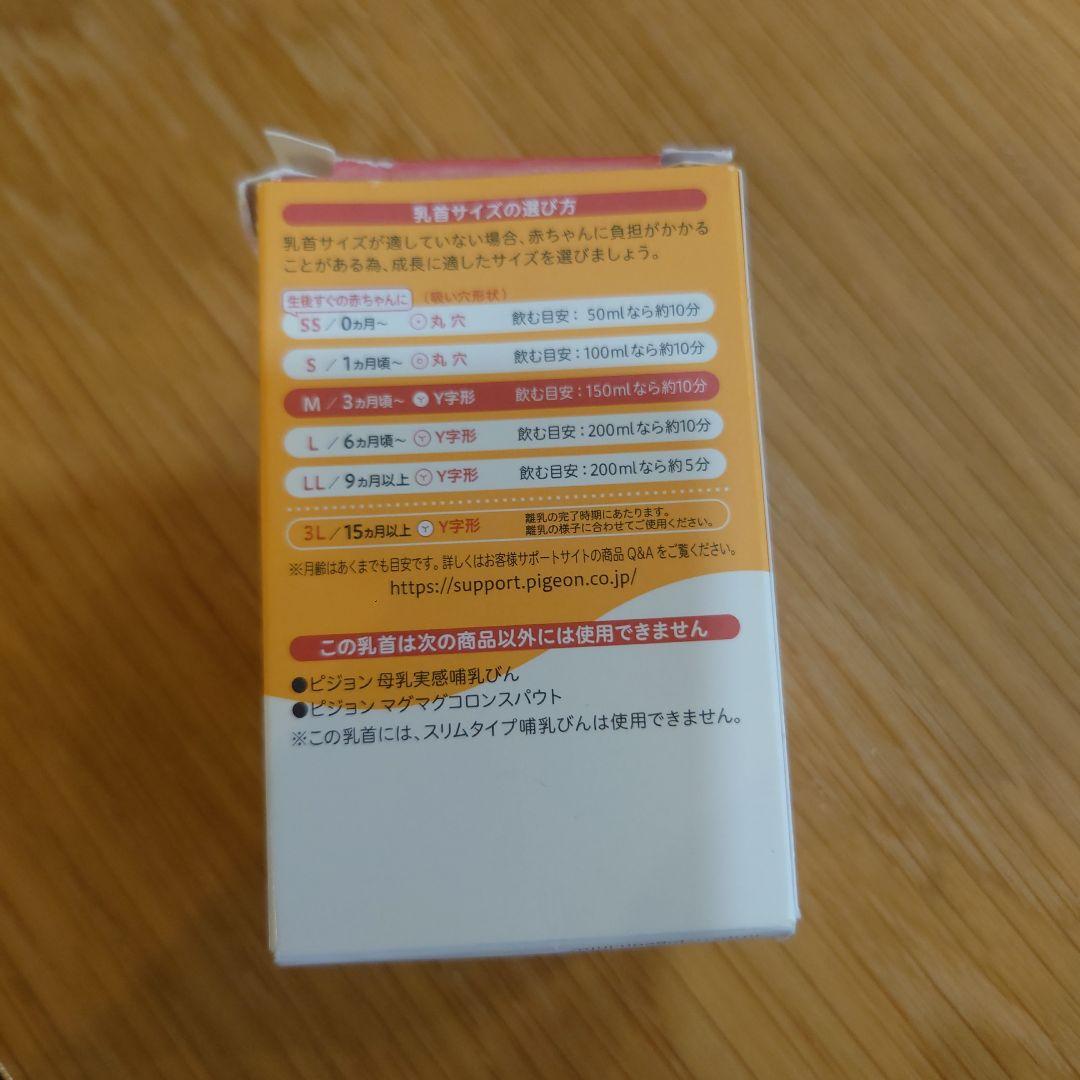 乳首サイズの選び方
乳首サイズが適していない場合、赤ちゃんに負担がかかる
ことがある為、成長に適したサイズを選びましょう。
生後すぐの赤ちゃんに (吸い穴形状)
SS / 0ヵ月~ 丸穴 飲む目安: 50mlなら約10分
S / 1ヵ月頃~ 丸穴 飲む目安:100mlなら約10分
M / 3ヵ月頃~ Y字形 飲む目安:150mlなら約10分
L / 6ヵ月頃~ Y字形 飲む目安:200mlなら約10分
LL / 9ヵ月以上 Y字形 飲む目安:200mlなら約5分
3L / 15ヵ月以上 Y字形 離乳の完了時期にあたります。
離乳の様子に合わせてご使用ください。
※月齢はあくまでも目安です。詳しくはお客様サポートサイトの商品 Q&A をご覧ください。
https://support.pigeon.co.jp/
この乳首は次の商品以外には使用できません
●ピジョン 母乳実感哺乳びん
●ピジョン マグマグコロンスパウト
※この乳首には、スリムタイプ哺乳びんは使用できません。